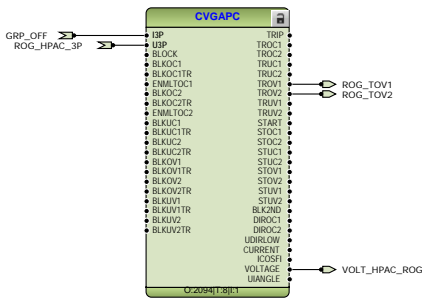 CVGAPC
GRP_OFF
ROG_HPAC_3P
I3P
U3P
BLOCK
BLKOC1
BLKOC1TR
ENMLTOC1
BLKOC2
BLKOC2TR
ENMLTOC2
BLKUC1
BLKUC1TR
BLKUC2
BLKUC2TR
BLKOV1
BLKOV1TR
BLKOV2
BLKOV2TR
BLKUV1
BLKUV1TR
BLKUV2
BLKUV2TR
TRIP
TROC1
TROC2
TRUC1
TRUC2
TROV1
TROV2
TRUV1
TRUV2
START
STOC1
STOC2
STUC1
STUC2
STOV1
STOV2
STUV1
STUV2
BLK2ND
DIROC1
DIROC2
UDIRLOW
CURRENT
ICOSFI
VOLTAGE
UIANGLE
ROG_TOV1
ROG_TOV2
VOLT_HPAC_ROG
O:2094|T:8|I:1